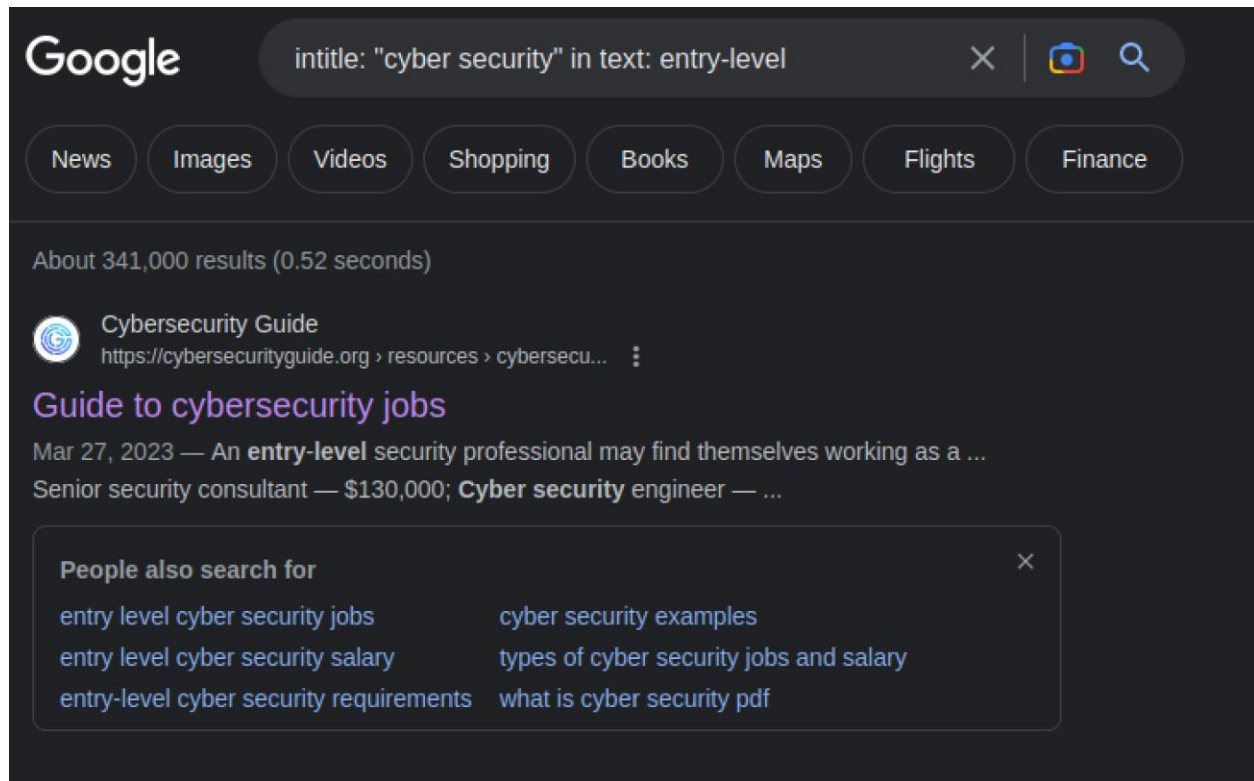 Google
intitle: "cyber security" in text: entry-level
News Images Videos Shopping Books Maps Flights Finance
About 341,000 results (0.52 seconds)
Cybersecurity Guide
https://cybersecurityguide.org › resources › cybersecu...
Guide to cybersecurity jobs
Mar 27, 2023 — An entry-level security professional may find themselves working as a ...
Senior security consultant — $130,000; Cyber security engineer — ...
People also search for
entry level cyber security jobs cyber security examples
entry level cyber security salary types of cyber security jobs and salary
entry-level cyber security requirements what is cyber security pdf